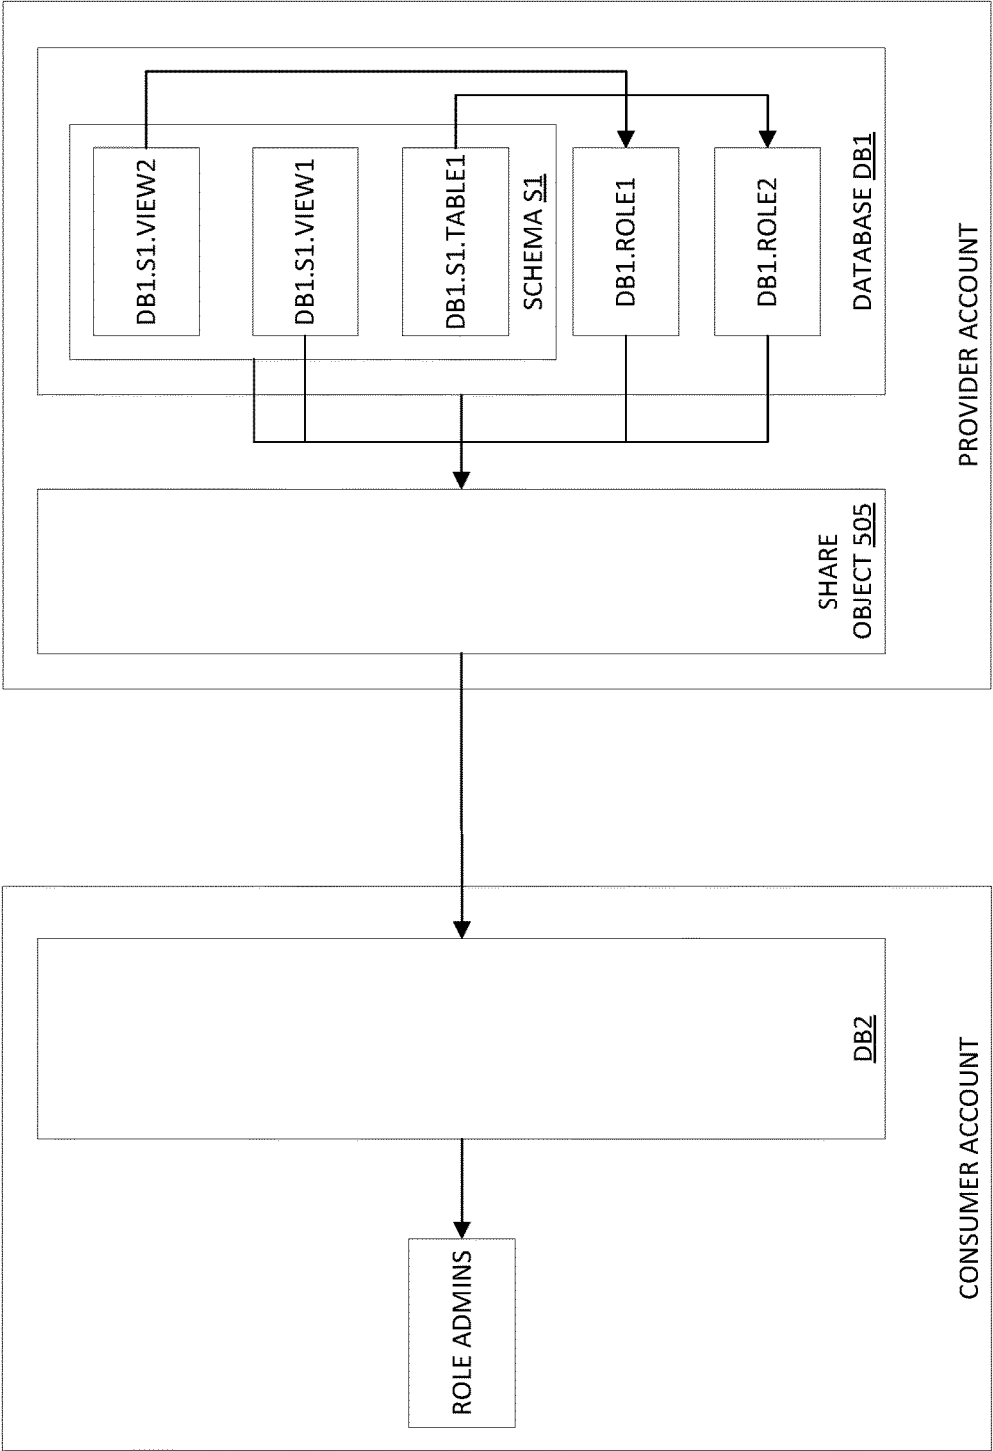 DB1.S1.VIEW2
DB1.S1.VIEW1
DB1.S1.TABLE1
SCHEMA S1
DB1.ROLE1
DB1.ROLE2
DATABASE DB1
PROVIDER ACCOUNT
SHARE
OBJECT 505
DB2
ROLE ADMINS
CONSUMER ACCOUNT